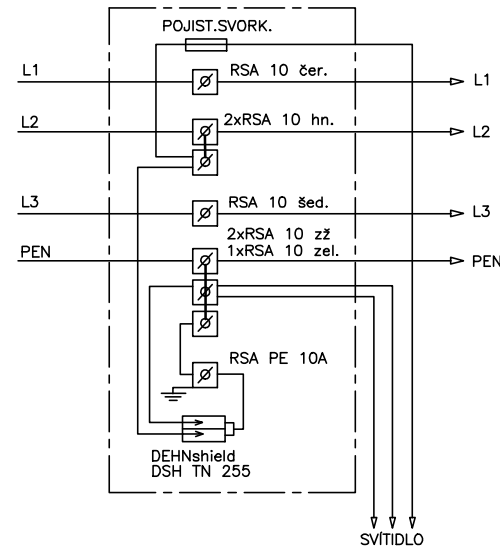 POJIST.SVORK.
L1
RSA 10 čer.
L1
L2
2xRSA 10 hn.
L2
L3
RSA 10 šed.
L3
2xRSA 10 zž
PEN
1xRSA 10 zel.
PEN
RSA PE 10A
DEHNshield
DSH TN 255
SVÍTIDLO